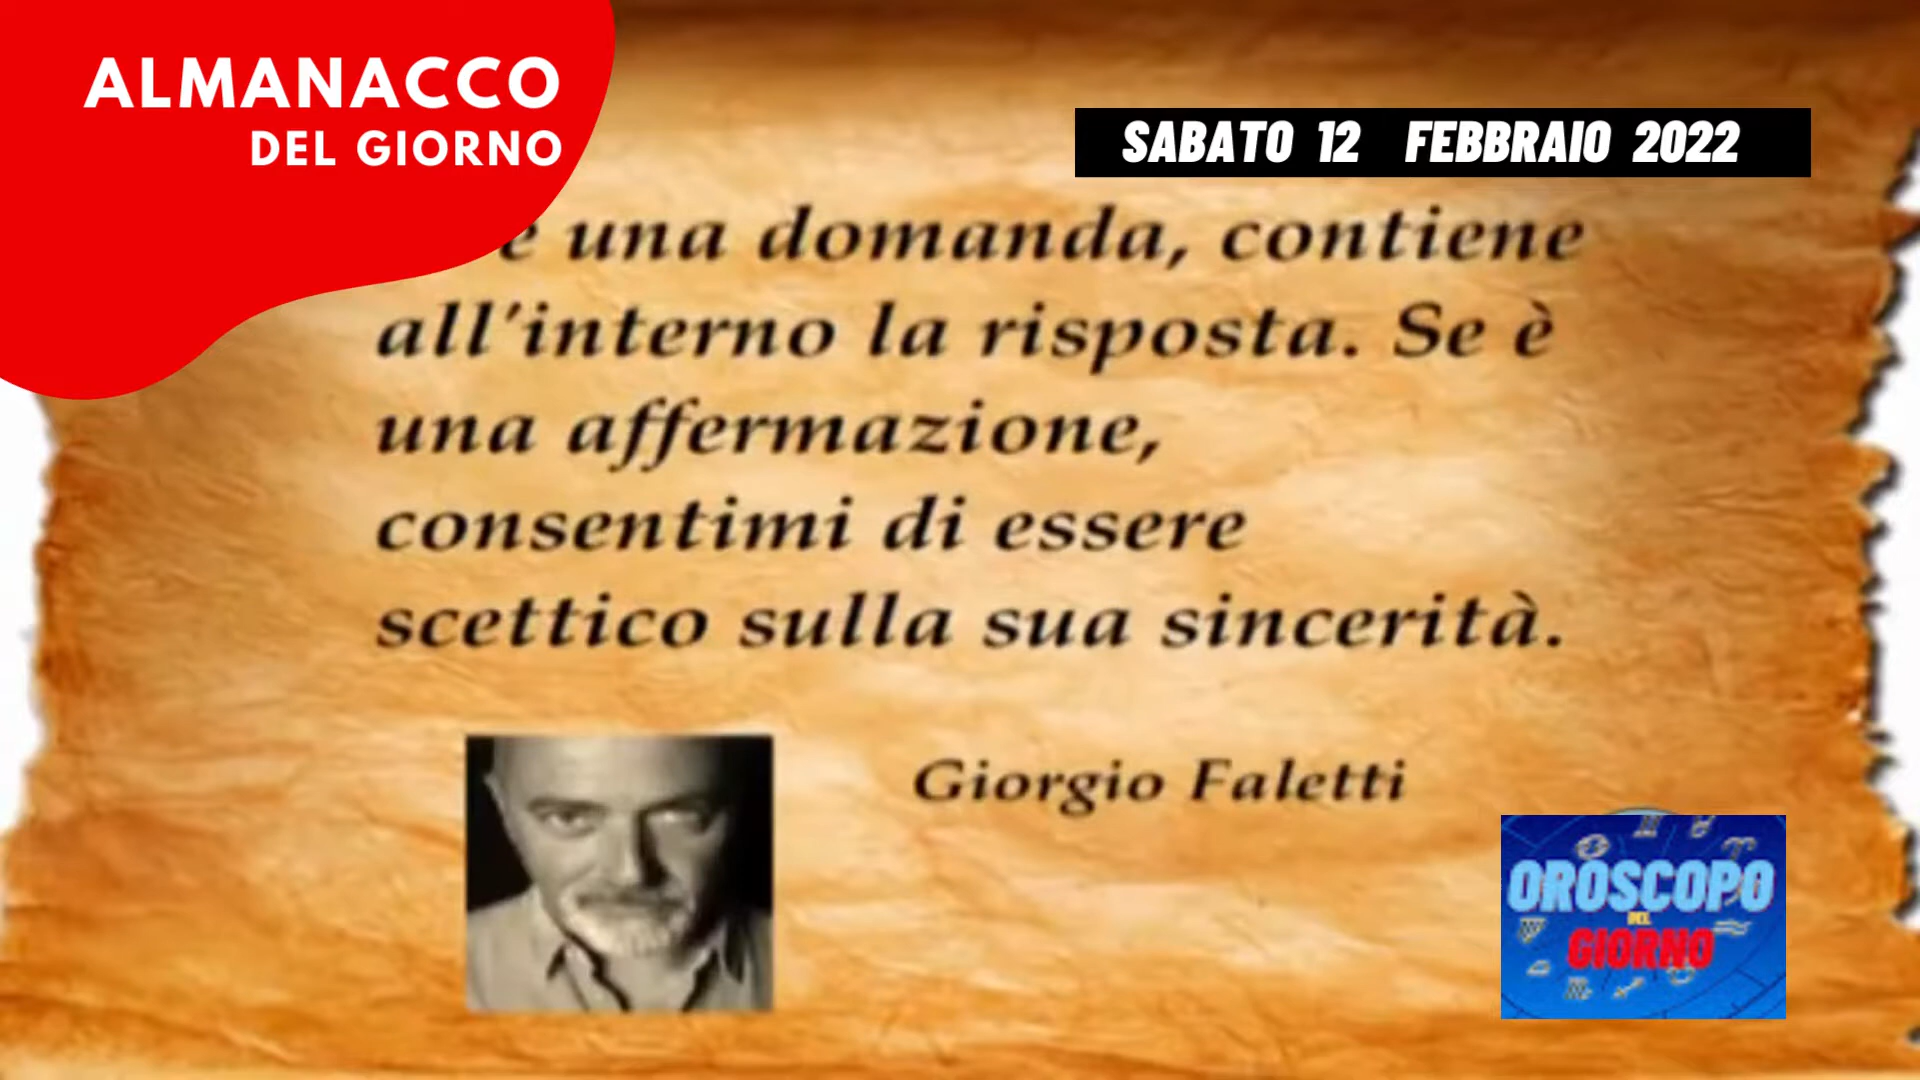 ALMANACCO
DEL GIORNO
SABATO 12 FEBBRAIO 2022
è una domanda, contiene
all'interno la risposta. Se è
una affermazione,
consentimi di essere
scettico sulla sua sincerità.
Giorgio Faletti
OROSCOPO
DEL
GIORNO